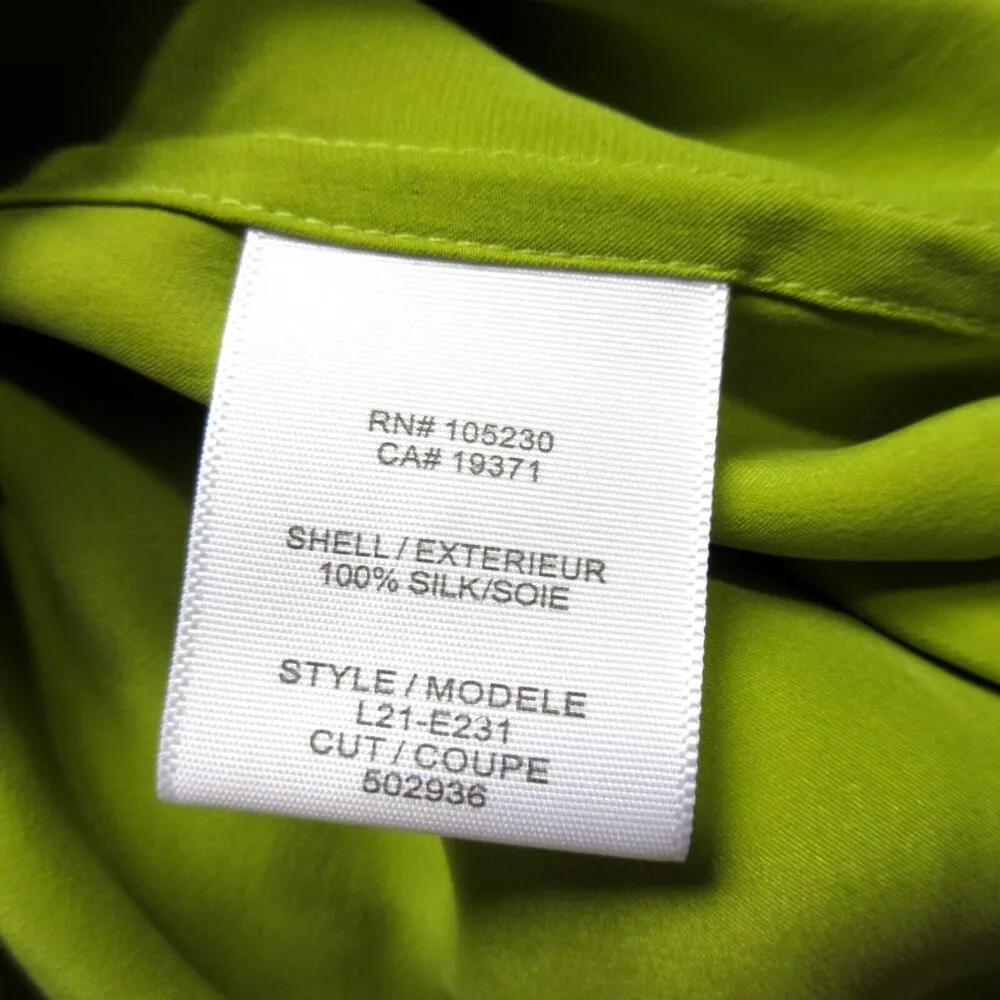 RN# 105230
CA# 19371
SHELL / EXTERIEUR
100% SILK/SOIE
STYLE / MODELE
L21-E231
CUT / COUPE
502936